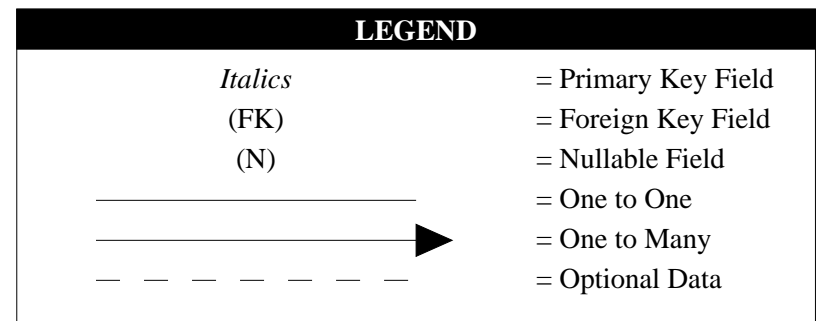 LEGEND
Italics = Primary Key Field
(FK) = Foreign Key Field
(N) = Nullable Field
= One to One
= One to Many
= Optional Data